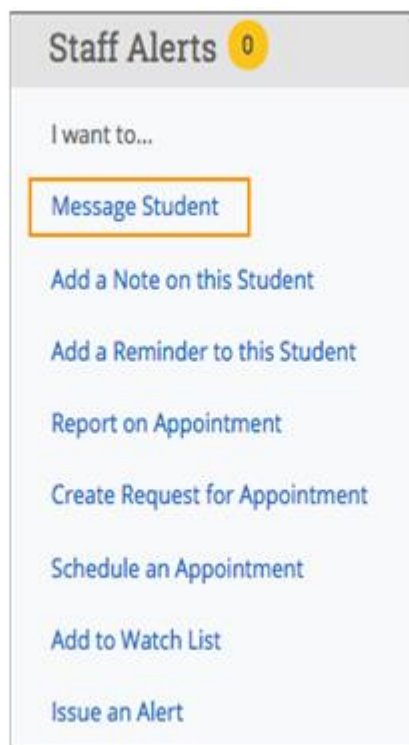 Staff Alerts 0
I want to...
Message Student
Add a Note on this Student
Add a Reminder to this Student
Report on Appointment
Create Request for Appointment
Schedule an Appointment
Add to Watch List
Issue an Alert